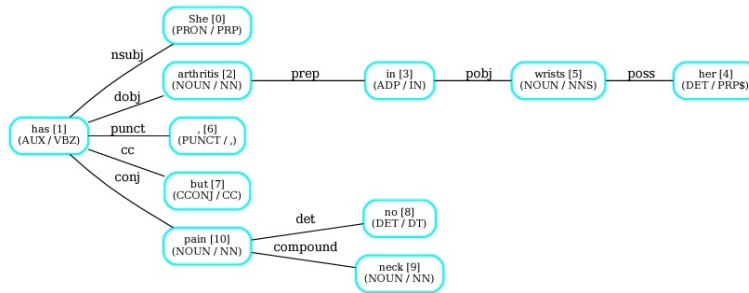 She [0]
(PRON / PRP)
nsubj
arthritis [2]
(NOUN / NN)
prep
in [3]
(ADP / IN)
pobj
wrists [5]
(NOUN / NNS)
poss
her [4]
(DET / PRP$)
dobj
has [1]
(AUX / VBZ)
punct
, [6]
(PUNCT / ,)
cc
but [7]
(CCONJ / CC)
conj
pain [10]
(NOUN / NN)
det
no [8]
(DET / DT)
compound
neck [9]
(NOUN / NN)